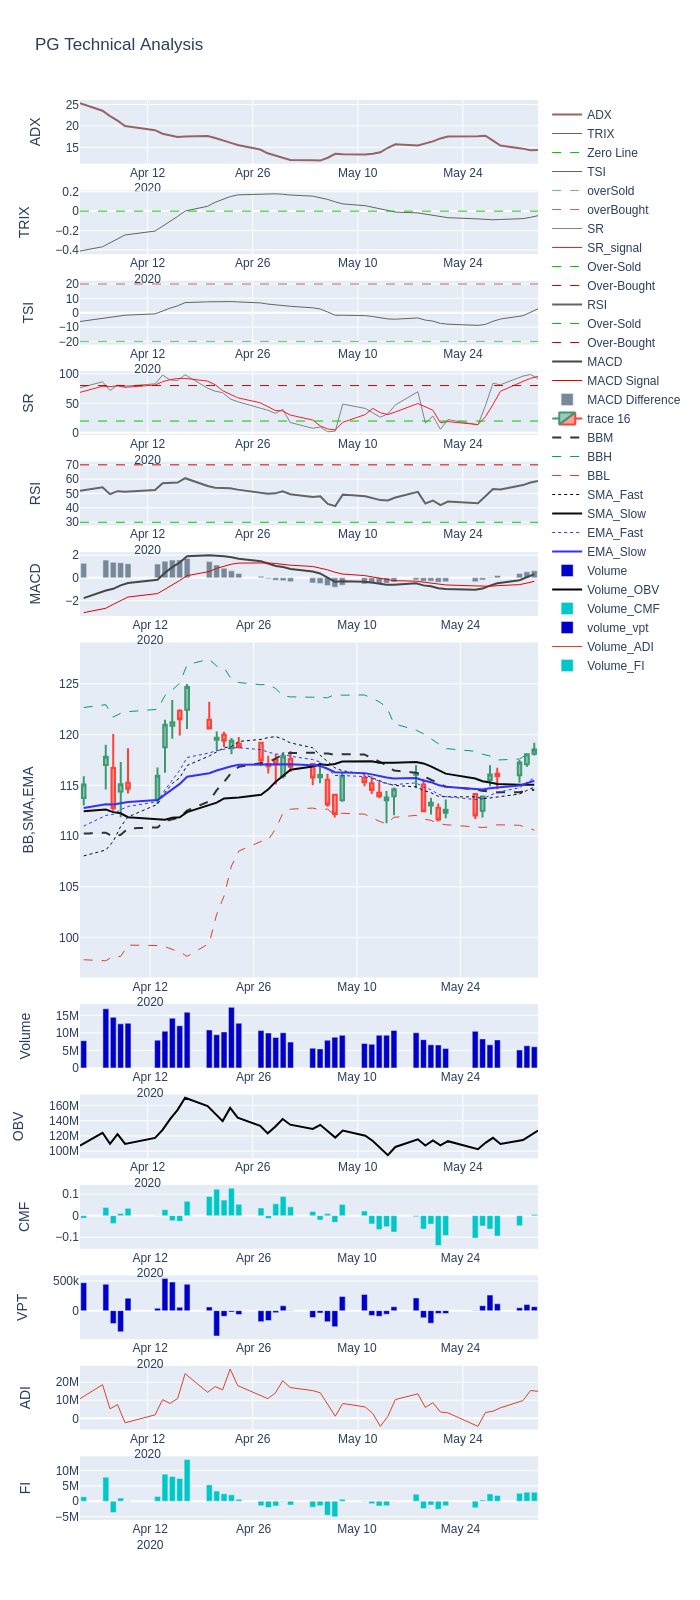 PG Technical Analysis
ADX
25
20
15
Apr 12
2020
Apr 26
May 10
May 24
TRIX
0.2
0
−0.2
−0.4
Apr 12
2020
Apr 26
May 10
May 24
TSI
20
10
0
−10
−20
Apr 12
2020
Apr 26
May 10
May 24
SR
100
50
0
Apr 12
2020
Apr 26
May 10
May 24
RSI
70
60
50
40
30
Apr 12
2020
Apr 26
May 10
May 24
MACD
2
0
−2
Apr 12
2020
Apr 26
May 10
May 24
BB,SMA,EMA
125
120
115
110
105
100
Apr 12
2020
Apr 26
May 10
May 24
Volume
15M
10M
5M
0
Apr 12
2020
Apr 26
May 10
May 24
OBV
160M
140M
120M
100M
Apr 12
2020
Apr 26
May 10
May 24
CMF
0.1
0
−0.1
Apr 12
2020
Apr 26
May 10
May 24
VPT
500k
0
Apr 12
2020
Apr 26
May 10
May 24
ADI
20M
10M
0
Apr 12
2020
Apr 26
May 10
May 24
FI
10M
5M
0
−5M
Apr 12
2020
Apr 26
May 10
May 24
ADX
TRIX
Zero Line
TSI
overSold
overBought
SR
SR_signal
Over-Sold
Over-Bought
RSI
Over-Sold
Over-Bought
MACD
MACD Signal
MACD Difference
trace 16
BBM
BBH
BBL
SMA_Fast
SMA_Slow
EMA_Fast
EMA_Slow
Volume
Volume_OBV
Volume_CMF
volume_vpt
Volume_ADI
Volume_FI